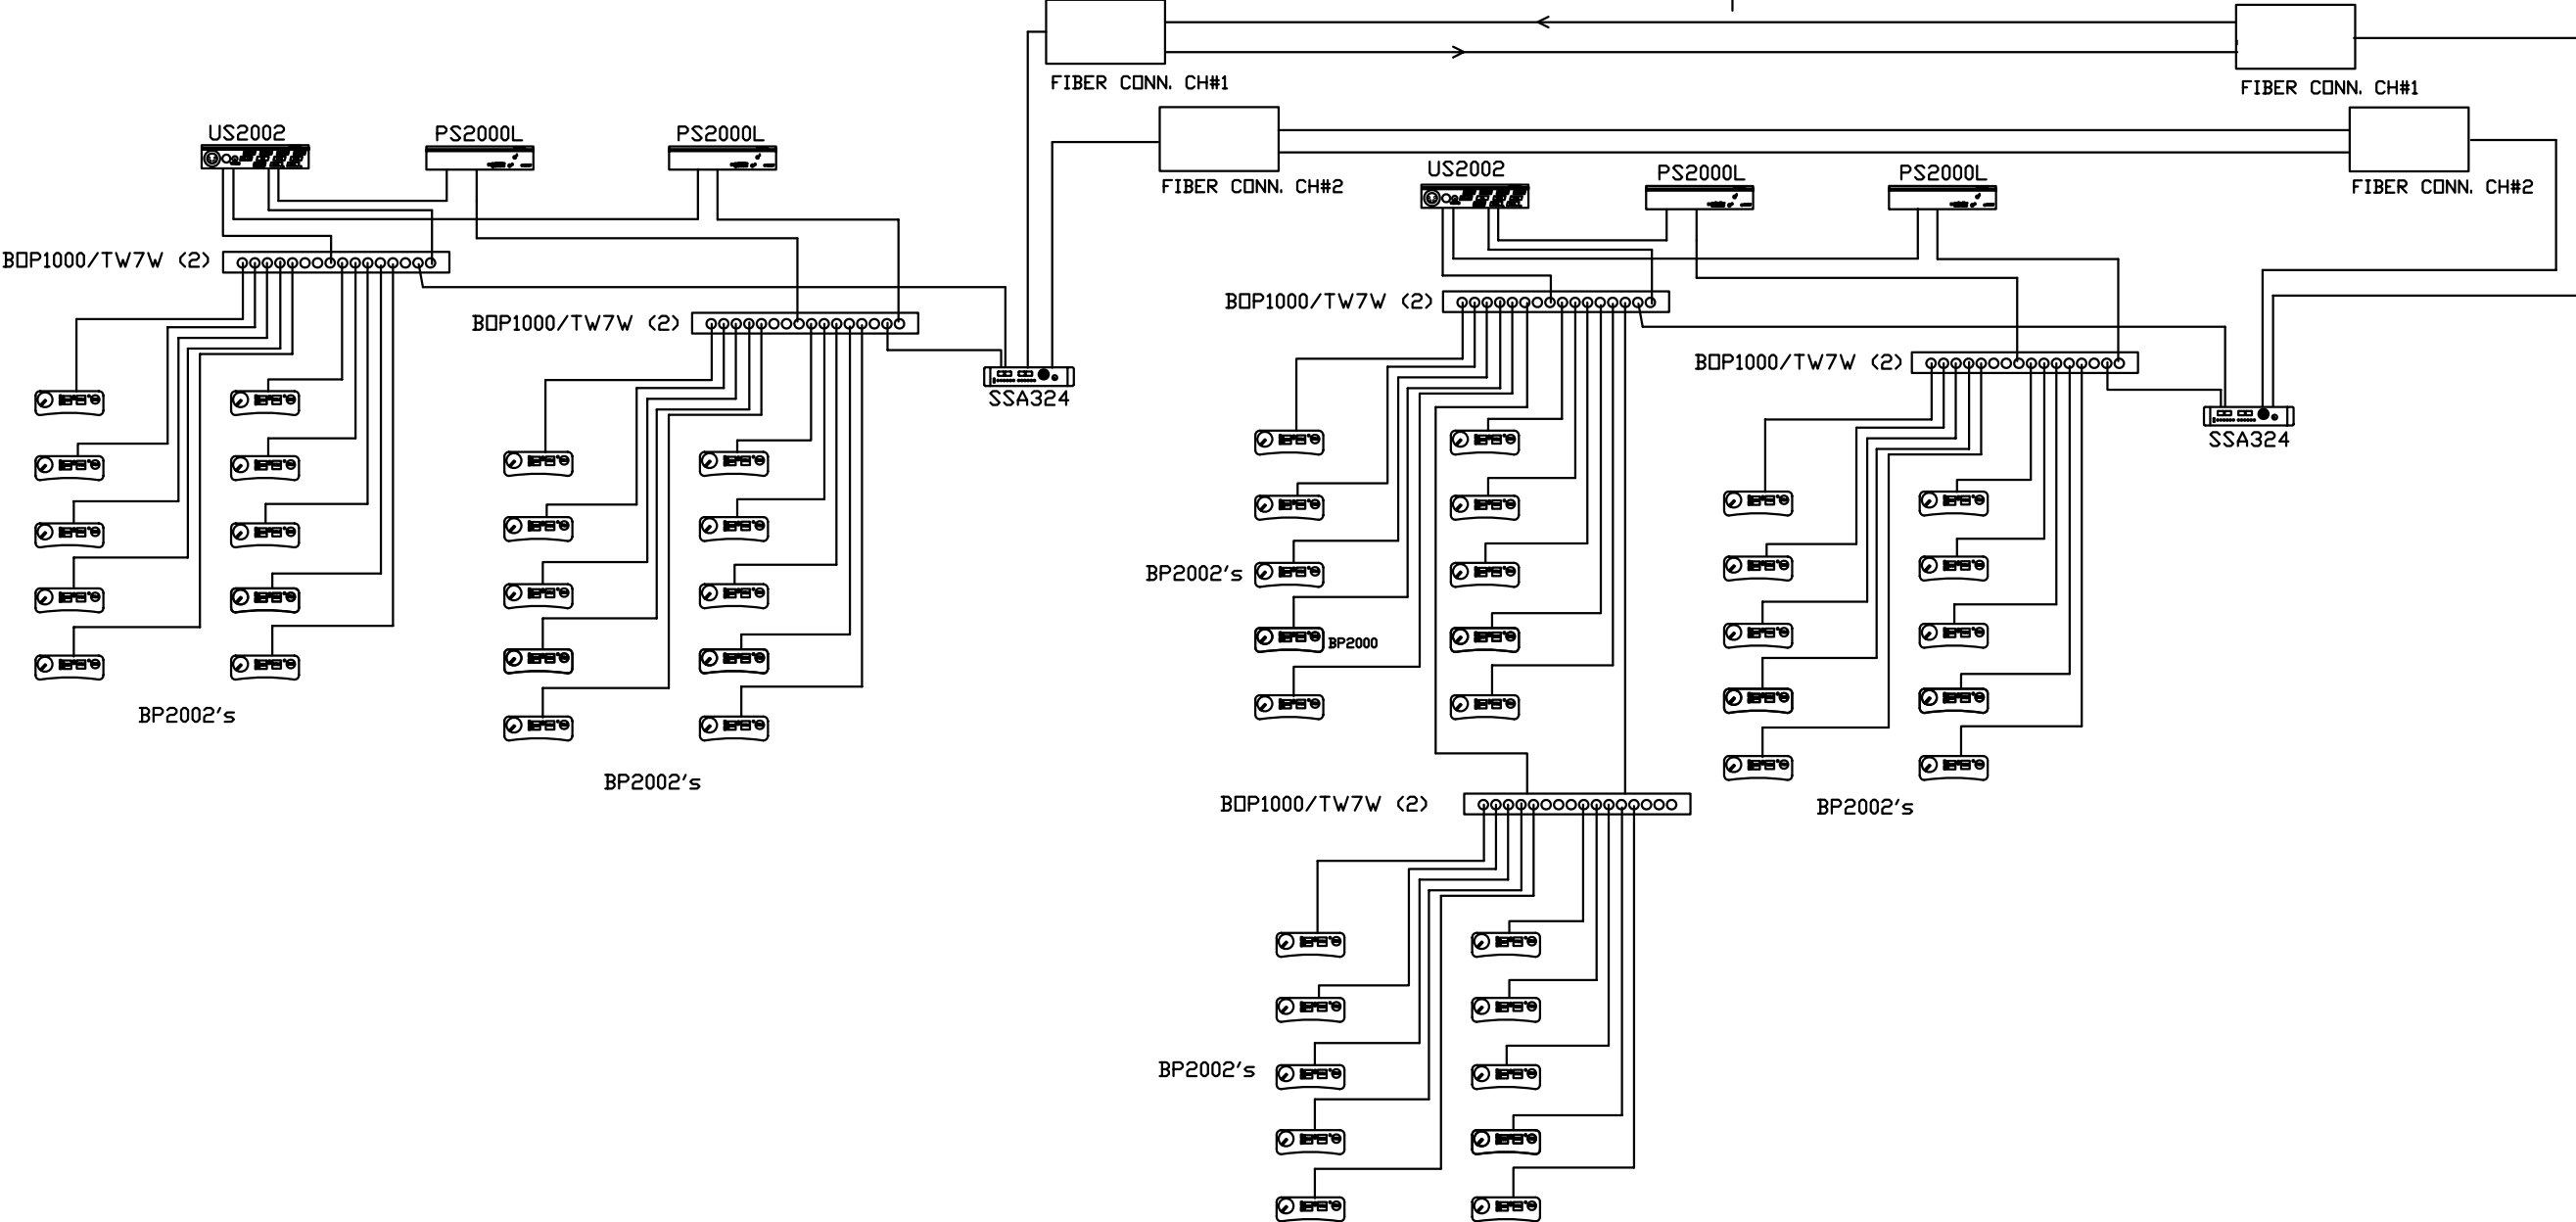 FIBER CONN. CH#1
FIBER CONN. CH#1
US2002
PS2000L
PS2000L
FIBER CONN. CH#2
US2002
PS2000L
PS2000L
FIBER CONN. CH#2
BOP1000/TW7W (2)
BOP1000/TW7W (2)
BOP1000/TW7W (2)
BOP1000/TW7W (2)
SSA324
SSA324
BP2002's
BP2000
BP2002's
BP2002's
BOP1000/TW7W (2)
BP2002's
BP2002's